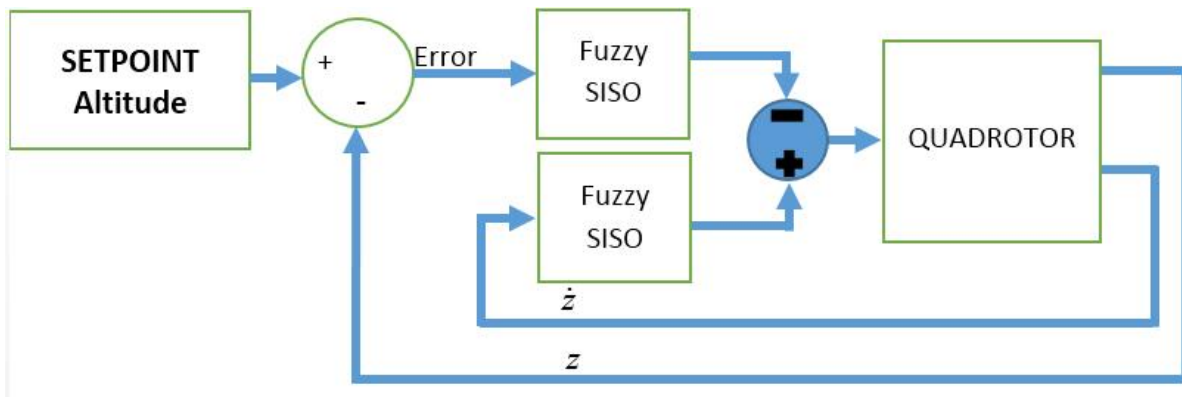 SETPOINT
Altitude
+
-
Error
Fuzzy
SISO
Fuzzy
SISO
QUADROTOR
ż
z